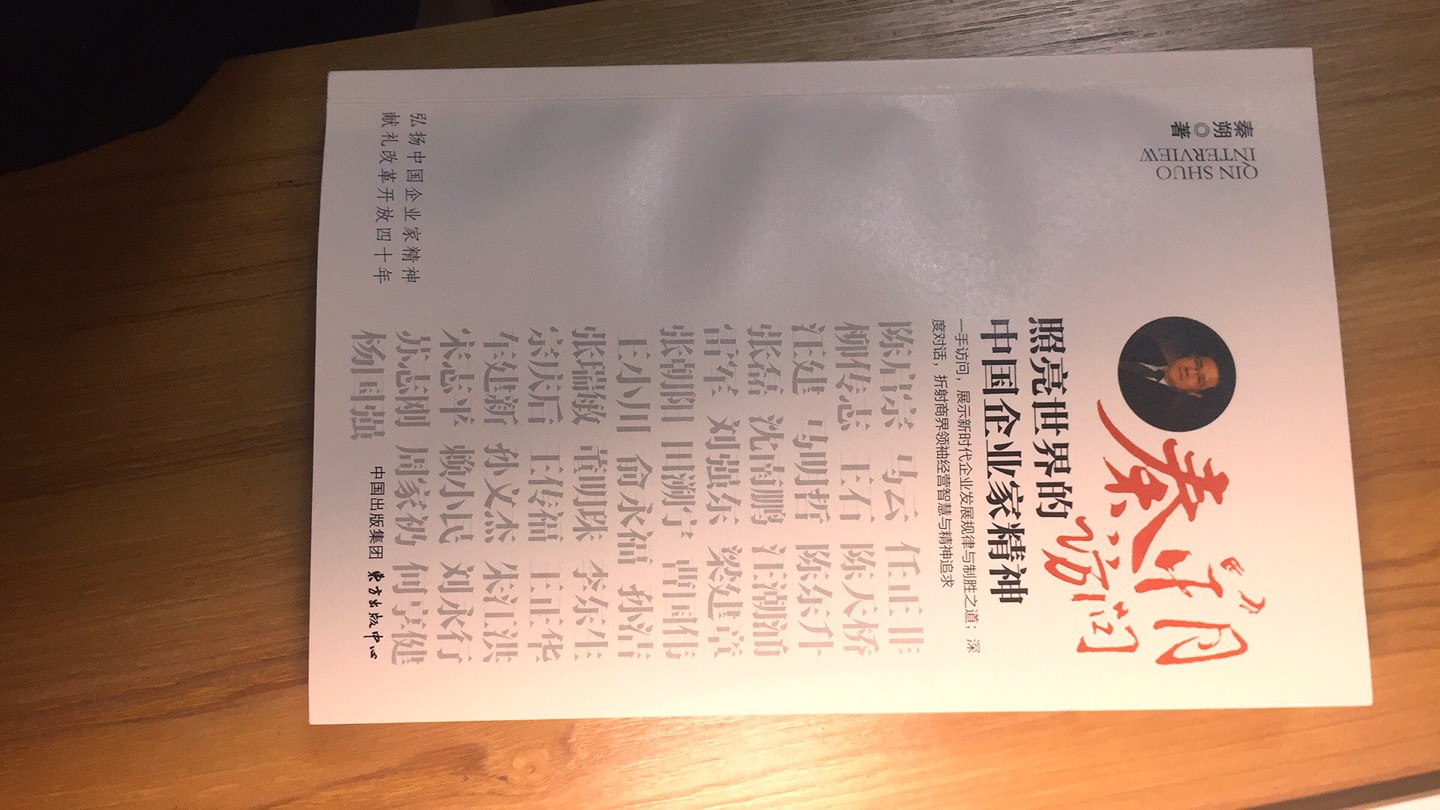 秦朔◎著
QIN SHUO
INTERVIEW
秦朔
访问
照亮世界的
中国企业家精神
一手访问，展示新时代企业发展规律与制胜之道；深
度对话，折射商界领袖经营智慧与精神追求
陈启宗 马云 任正非
柳传志 王石 陈天桥
汪建 马明哲 陈东升
张磊 沈南鹏 汪潮涌
雷军 刘强东 梁建章
张朝阳 田溯宁 曹国伟
王小川 俞永福 孙洁
张瑞敏 董明珠 李东生
宗庆后 王传福 王正华
车建新 孙文杰 朱江洪
宋志平 赖小民 刘永行
苏志刚 周家礽 何享健
杨国强
弘扬中国企业家精神
献礼改革开放四十年
中国出版集团 东方出版中心